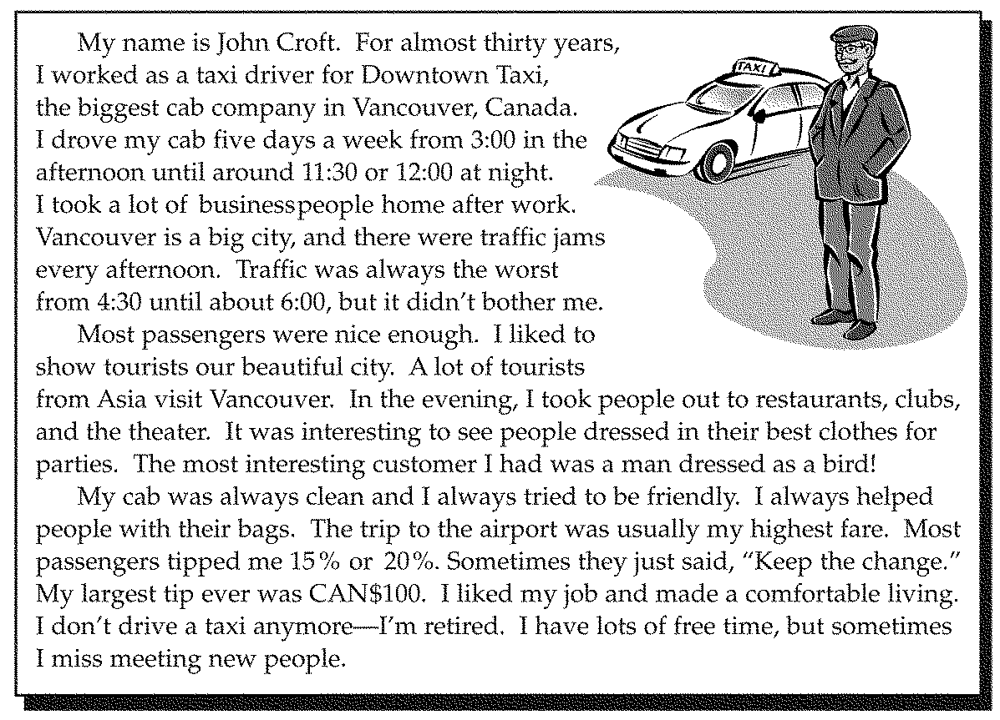 My name is John Croft. For almost thirty years,
I worked as a taxi driver for Downtown Taxi,
the biggest cab company in Vancouver, Canada.
I drove my cab five days a week from 3:00 in the
afternoon until around 11:30 or 12:00 at night.
I took a lot of businesspeople home after work.
Vancouver is a big city, and there were traffic jams
every afternoon. Traffic was always the worst
from 4:30 until about 6:00, but it didn't bother me.
Most passengers were nice enough. I liked to
show tourists our beautiful city. A lot of tourists
from Asia visit Vancouver. In the evening, I took people out to restaurants, clubs,
and the theater. It was interesting to see people dressed in their best clothes for
parties. The most interesting customer I had was a man dressed as a bird!
My cab was always clean and I always tried to be friendly. I always helped
people with their bags. The trip to the airport was usually my highest fare. Most
passengers tipped me 15% or 20%. Sometimes they just said, "Keep the change."
My largest tip ever was CAN$100. I liked my job and made a comfortable living.
I don't drive a taxi anymore—I'm retired. I have lots of free time, but sometimes
I miss meeting new people.
TAXI